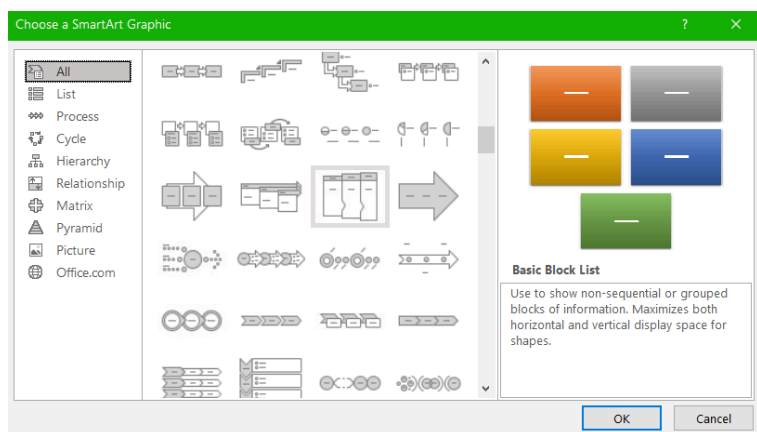 Choose a SmartArt Graphic
?
All
List
Process
Cycle
Hierarchy
Relationship
Matrix
Pyramid
Picture
Office.com
Basic Block List
Use to show non-sequential or grouped
blocks of information. Maximizes both
horizontal and vertical display space for
shapes.
OK
Cancel